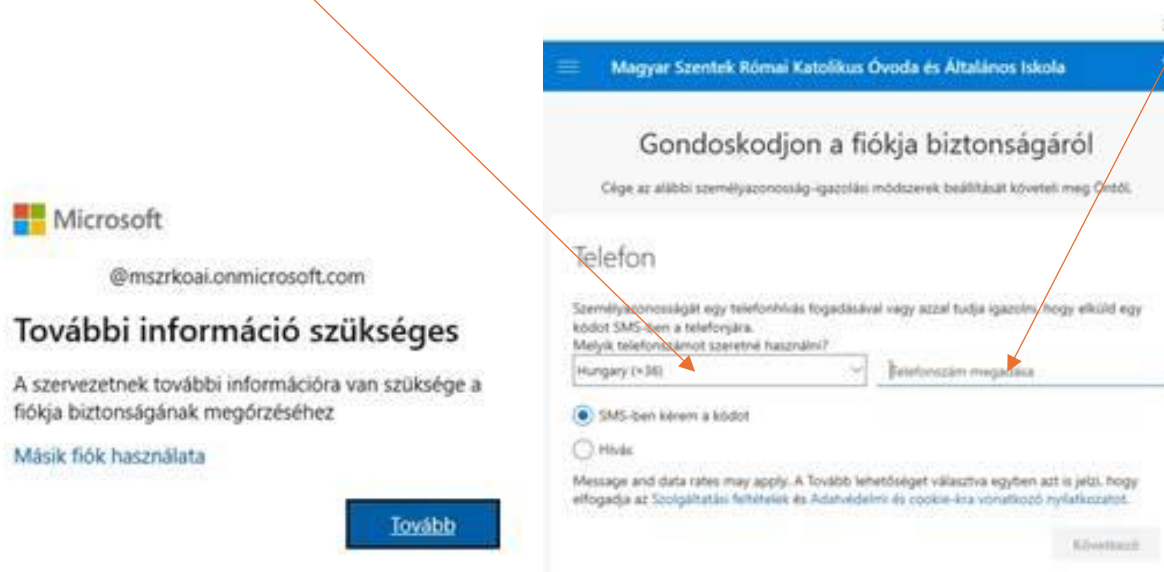 Microsoft
@mszrkoai.onmicrosoft.com
További információ szükséges
A szervezetnek további információra van szüksége a
fiókja biztonságának megőrzéséhez
Másik fiók használata
Tovább
Magyar Szentek Római Katolikus Óvoda és Általános Iskola
Gondoskodjon a fiókja biztonságáról
Cége az alábbi személyazonosság-igazolási módszerek beállítását követeli meg Öntől.
Telefon
Személyazonosságát egy telefonhívás fogadásával vagy azzal tudja igazolni, hogy elküld egy
kódot SMS-ben a telefonjára.
Melyik telefonszámot szeretné használni?
Hungary (+36)
Telefonszám megadása
SMS-ben kérem a kódot
Hívás
Message and data rates may apply. A Tovább lehetőséget választva egyben azt is jelzi, hogy
elfogadja az Szolgáltatási feltételek és Adatvédelmi és cookie-kra vonatkozó nyilatkozatot.
Következő